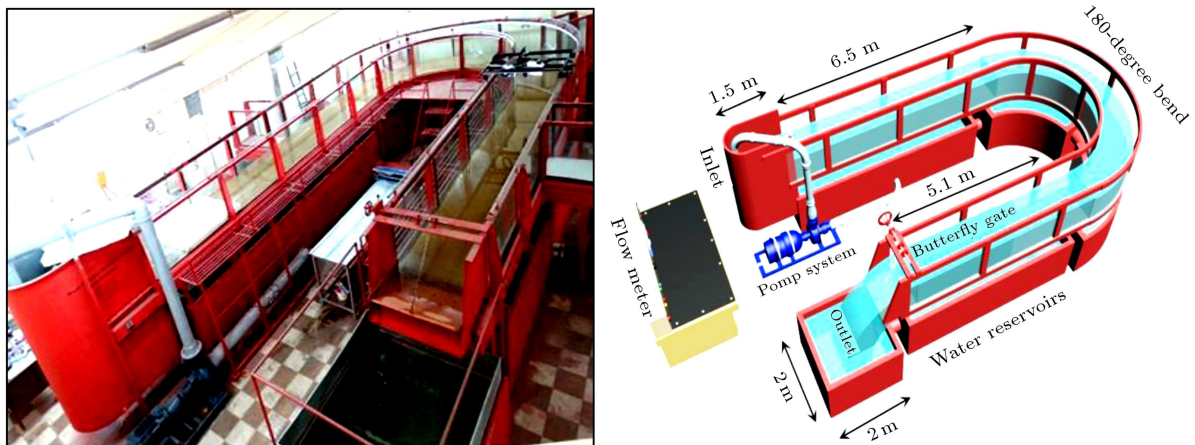 180-degree bend
6.5 m
1.5 m
Inlet
5.1 m
Butterfly gate
Flow meter
Pomp system
Outlet
Water reservoirs
2 m
2 m